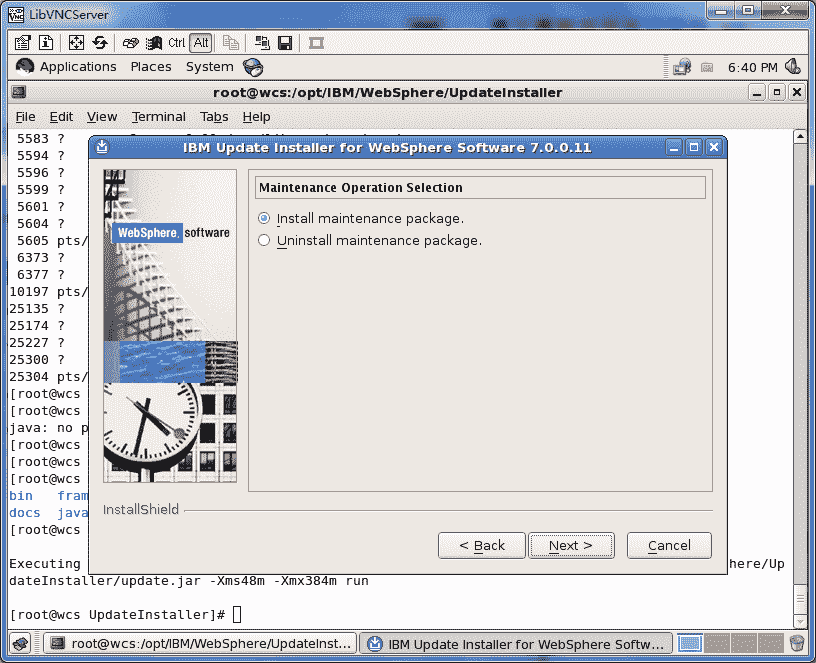 LibVNCServer
Ctrl Alt
Applications Places System 6:40 PM
root@wcs:/opt/IBM/WebSphere/UpdateInstaller
File Edit View Terminal Tabs Help
5583 ?
5594 ?
5596 ?
5599 ?
5601 ?
5604 ?
5605 pts/
6373 ?
6377 ?
10197 pts/
25135 ?
25174 ?
25227 ?
25300 ?
25304 pts/
[root@wcs
[root@wcs
java: no p
[root@wcs
[root@wcs
[root@wcs
bin fram
docs java
[root@wcs
IBM Update Installer for WebSphere Software 7.0.0.11
WebSphere. software
Maintenance Operation Selection
Install maintenance package.
Uninstall maintenance package.
InstallShield
< Back Next > Cancel
Executing here/Up
dateInstaller/update.jar -Xms48m -Xmx384m run
[root@wcs UpdateInstaller]#
root@wcs:/opt/IBM/WebSphere/UpdateInst... IBM Update Installer for WebSphere Softw...